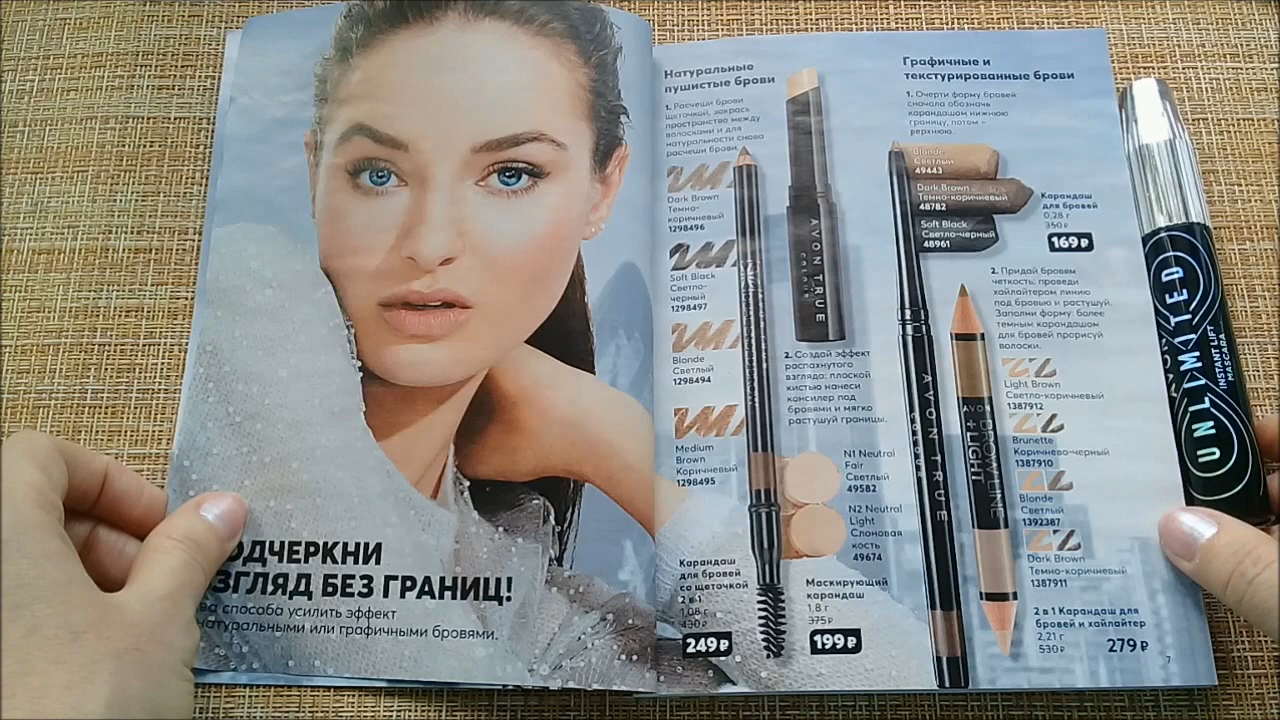 ОДЧЕРКНИ
ЗГЛЯД БЕЗ ГРАНИЦ!
ва способа усилить эффект
натуральными или графичными бровями.
Натуральные
пушистые брови
1. Расчеши брови
щеточкой, закрась
пространство между
волосками и для
натуральности снова
расчеши брови.
Dark Brown
Темно-
коричневый
1298496
Soft Black
Светло-
черный
1298497
Blonde
Светлый
1298494
Medium
Brown
Коричневый
1298495
Карандаш
для бровей
со щеточкой
2 в 1
1,08 г
430 ₽
249 ₽
AVON TRUE
COLOUR
2. Создай эффект
распахнутого
взгляда: плоской
кистью нанеси
консилер под
бровями и мягко
растушуй границы.
N1 Neutral
Fair
Светлый
49582
N2 Neutral
Light
Слоновая
кость
49674
Маскирующий
карандаш
1,8 г
375 ₽
199 ₽
Графичные и
текстурированные брови
1. Очерти форму бровей:
сначала обозначь
карандашом нижнюю
границу, потом –
верхнюю.
Blonde
Светлый
49443
Dark Brown
Темно-коричневый
48782
Soft Black
Светло-черный
48961
Карандаш
для бровей
0,28 г
350 ₽
169 ₽
AVON TRUE
COLOUR
2. Придай бровям
четкость: проведи
хайлайтером линию
под бровью и растушуй.
Заполни форму более
темным карандашом
для бровей прорисуй
волоски.
AVON
BROW LINE
+ LIGHT
Light Brown
Светло-коричневый
1387912
Brunette
Коричнево-черный
1387910
Blonde
Светлый
1392387
Dark Brown
Темно-коричневый
1387911
2 в 1 Карандаш для
бровей и хайлайтер
2,21 г
530 ₽
279 ₽
7
UNLIMITED
INSTANT LIFT
MASCARA